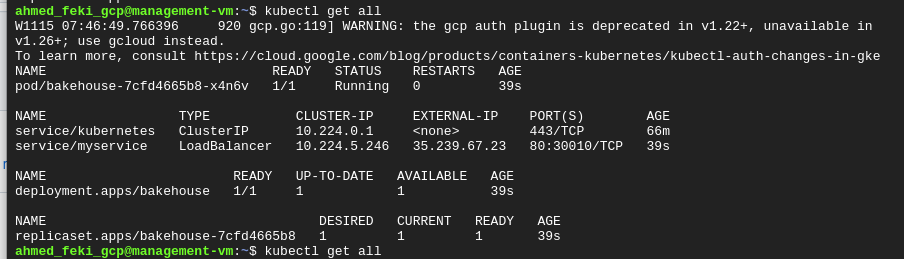 ahmed_feki_gcp@management-vm:~$ kubectl get all
W1115 07:46:49.766396     920 gcp.go:119] WARNING: the gcp auth plugin is deprecated in v1.22+, unavailable in
v1.26+; use gcloud instead.
To learn more, consult https://cloud.google.com/blog/products/containers-kubernetes/kubectl-auth-changes-in-gke
NAME                             READY   STATUS    RESTARTS   AGE
pod/bakehouse-7cfd4665b8-x4n6v   1/1     Running   0          39s
NAME                 TYPE           CLUSTER-IP     EXTERNAL-IP    PORT(S)        AGE
service/kubernetes   ClusterIP      10.224.0.1     <none>         443/TCP        66m
service/myservice    LoadBalancer   10.224.5.246   35.239.67.23   80:30010/TCP   39s
NAME                        READY   UP-TO-DATE   AVAILABLE   AGE
deployment.apps/bakehouse   1/1     1            1           39s
NAME                                   DESIRED   CURRENT   READY   AGE
replicaset.apps/bakehouse-7cfd4665b8   1         1         1       39s
ahmed_feki_gcp@management-vm:~$ kubectl get all